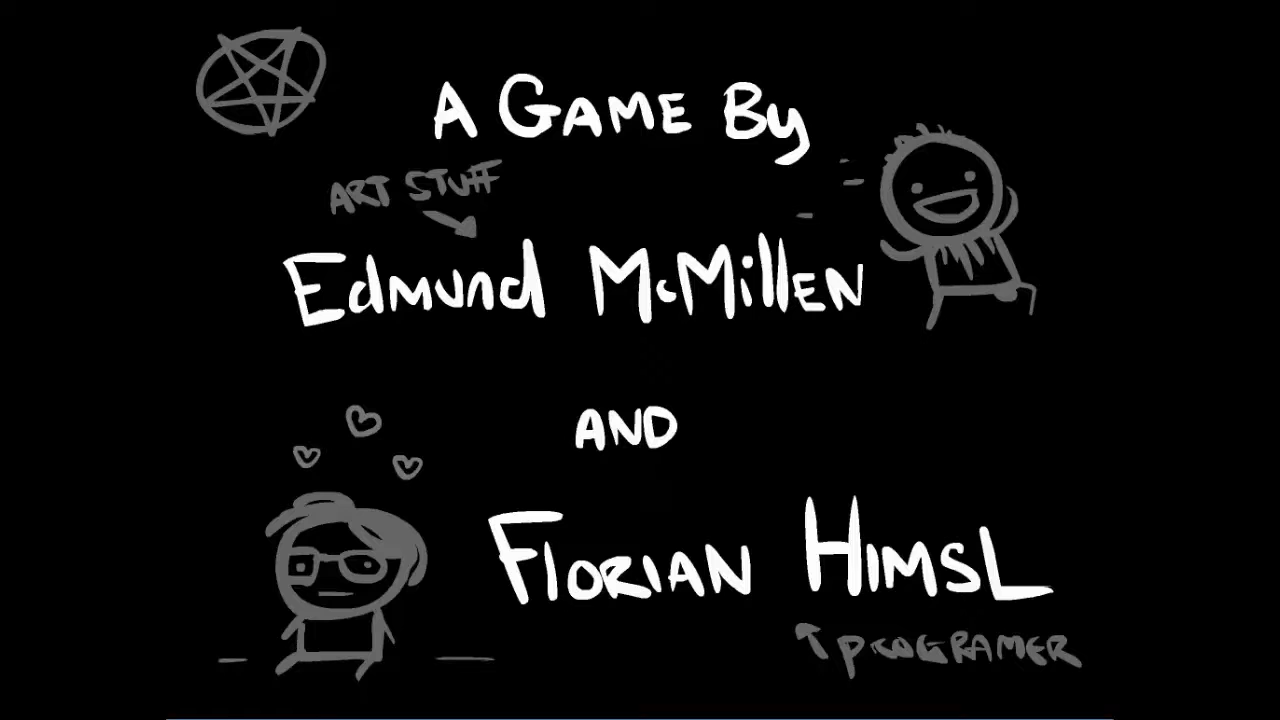 A GAME By
ART STUFF
Edmund McMillEN
AND
FlORIAN HIMSL
PROGRAMER